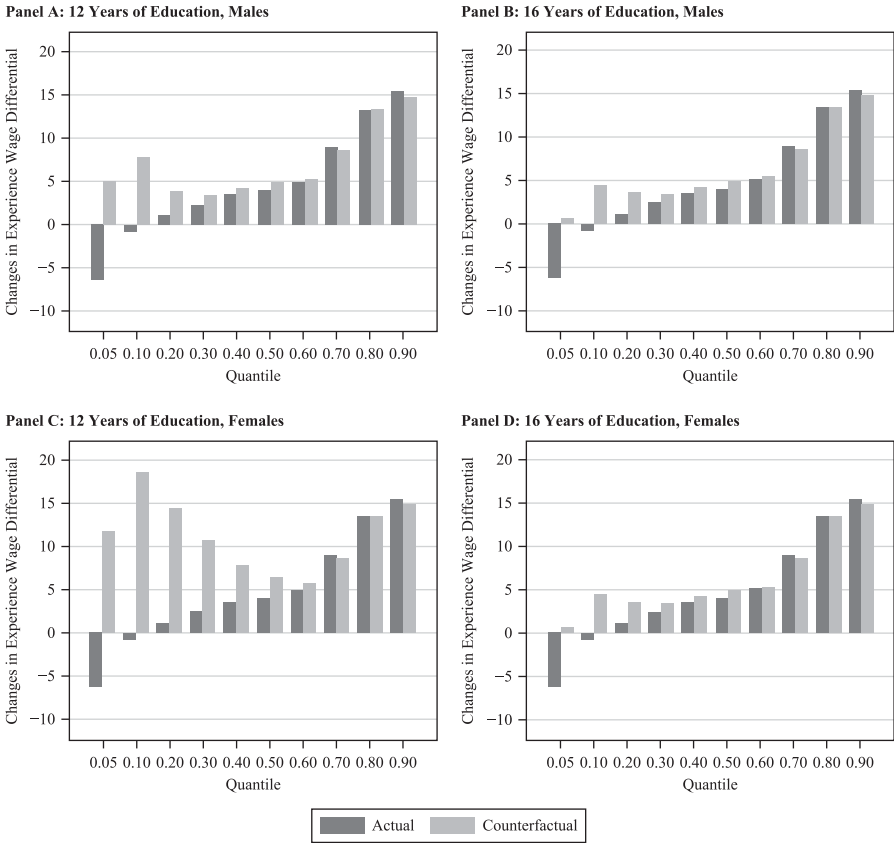 Panel A: 12 Years of Education, Males
Changes in Experience Wage Differential
20
15
10
5
0
−5
−10
0.05 0.10 0.20 0.30 0.40 0.50 0.60 0.70 0.80 0.90
Quantile
Panel B: 16 Years of Education, Males
Changes in Experience Wage Differential
20
15
10
5
0
−5
−10
0.05 0.10 0.20 0.30 0.40 0.50 0.60 0.70 0.80 0.90
Quantile
Panel C: 12 Years of Education, Females
Changes in Experience Wage Differential
20
15
10
5
0
−5
−10
0.05 0.10 0.20 0.30 0.40 0.50 0.60 0.70 0.80 0.90
Quantile
Panel D: 16 Years of Education, Females
Changes in Experience Wage Differential
20
15
10
5
0
−5
−10
0.05 0.10 0.20 0.30 0.40 0.50 0.60 0.70 0.80 0.90
Quantile
Actual Counterfactual